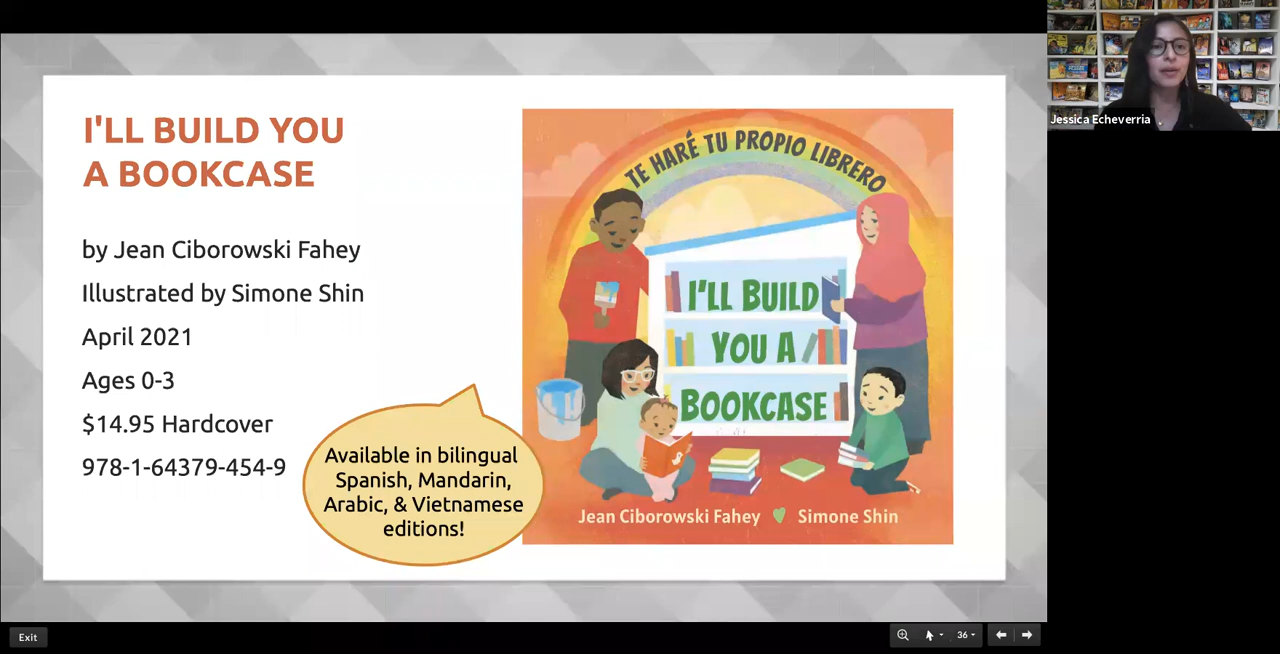 I'LL BUILD YOU
A BOOKCASE
by Jean Ciborowski Fahey
Illustrated by Simone Shin
April 2021
Ages 0-3
$14.95 Hardcover
978-1-64379-454-9
Available in bilingual
Spanish, Mandarin,
Arabic, & Vietnamese
editions!
TE HARÉ TU PROPIO LIBRERO
I'LL BUILD
YOU A
BOOKCASE
Jean Ciborowski Fahey Simone Shin
Jessica Echeverria
Exit
36